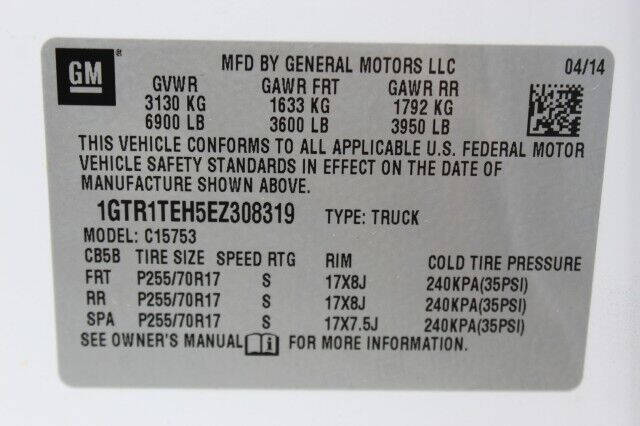 GM ® MFD BY GENERAL MOTORS LLC 04/14
GVWR GAWR FRT GAWR RR
3130 KG 1633 KG 1792 KG
6900 LB 3600 LB 3950 LB
THIS VEHICLE CONFORMS TO ALL APPLICABLE U.S. FEDERAL MOTOR
VEHICLE SAFETY STANDARDS IN EFFECT ON THE DATE OF
MANUFACTURE SHOWN ABOVE.
1GTR1TEH5EZ308319 TYPE: TRUCK
MODEL: C15753
CB5B TIRE SIZE SPEED RTG RIM COLD TIRE PRESSURE
FRT P255/70R17 S 17X8J 240KPA(35PSI)
RR P255/70R17 S 17X8J 240KPA(35PSI)
SPA P255/70R17 S 17X7.5J 240KPA(35PSI)
SEE OWNER'S MANUAL i FOR MORE INFORMATION.